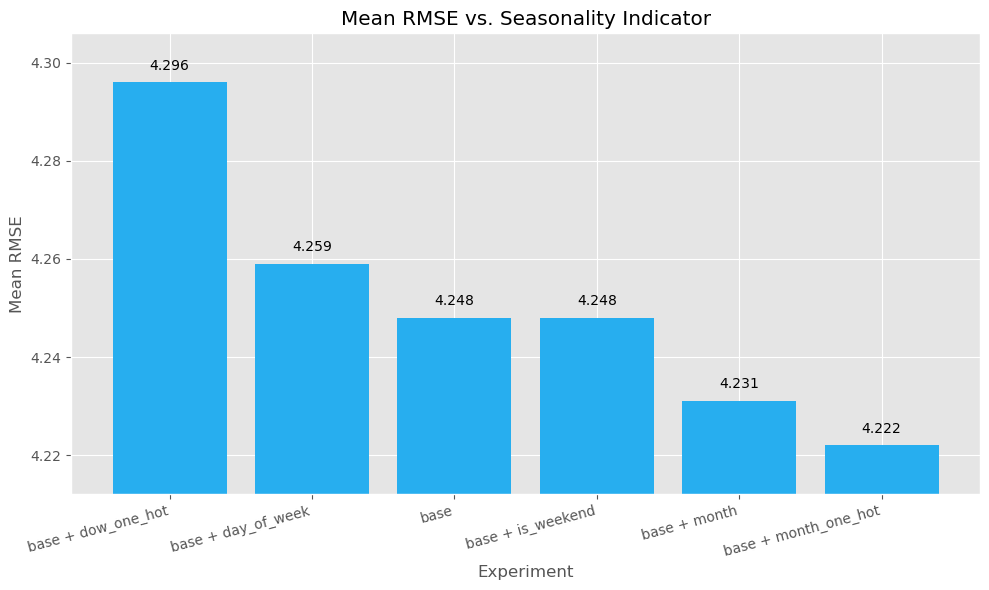 Mean RMSE vs. Seasonality Indicator
Mean RMSE
4.30
4.28
4.26
4.24
4.22
4.296
4.259
4.248
4.248
4.231
4.222
base + dow_one_hot
base + day_of_week
base
base + is_weekend
base + month
base + month_one_hot
Experiment